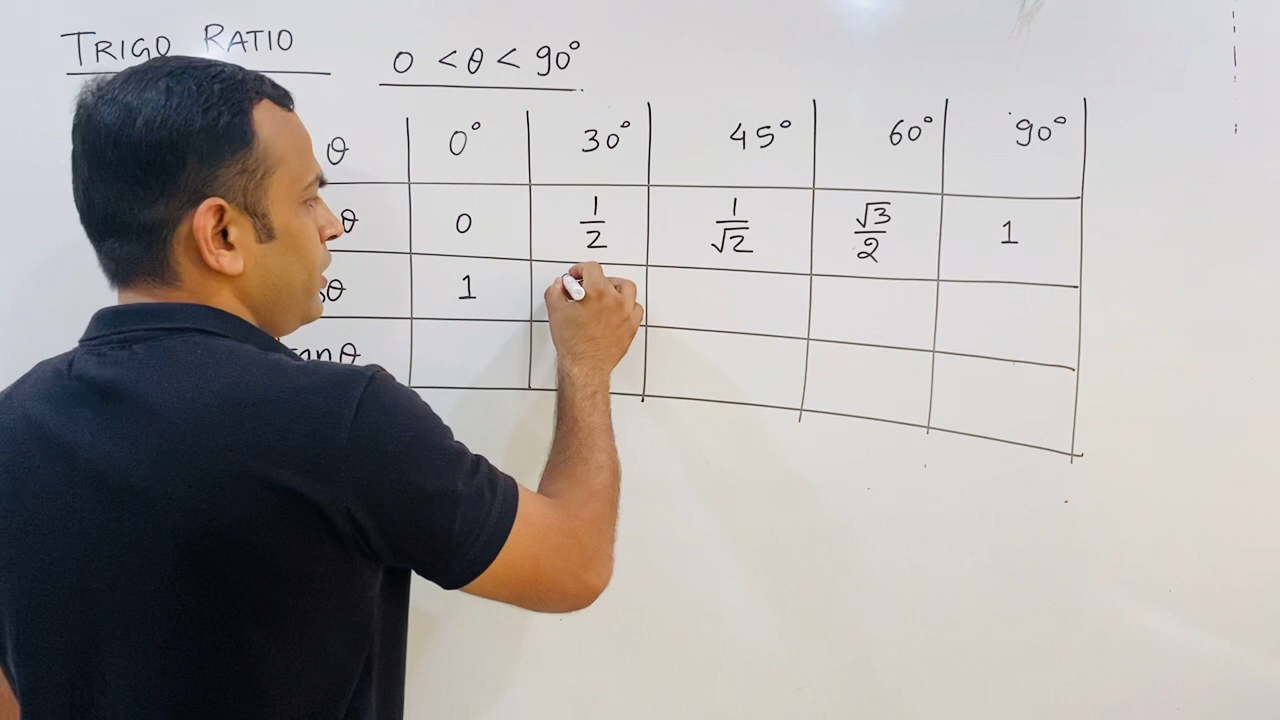 TRIGO RATIO
0 < θ < 90°
θ 0° 30° 45° 60° 90°
θ 0 1/2 1/√2 √3/2 1
θ 1
θ